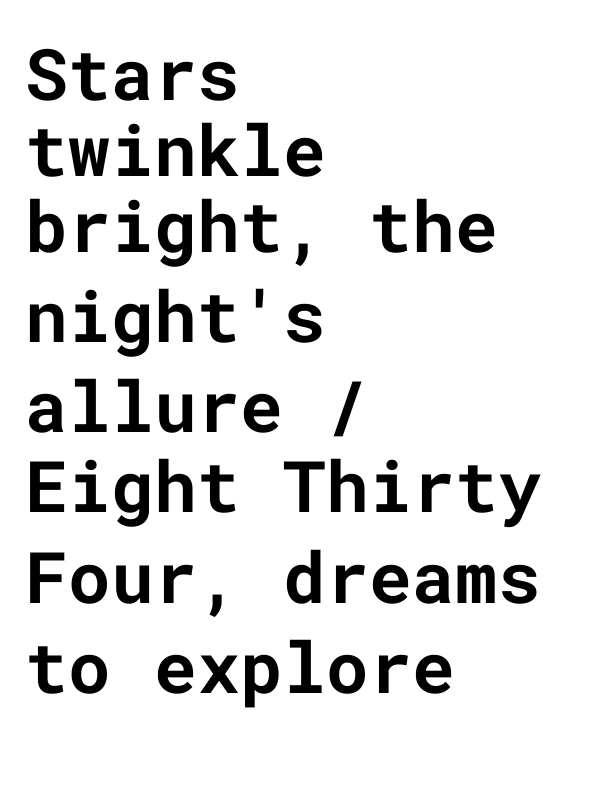 Stars
twinkle
bright, the
night's
allure /
Eight Thirty
Four, dreams
to explore